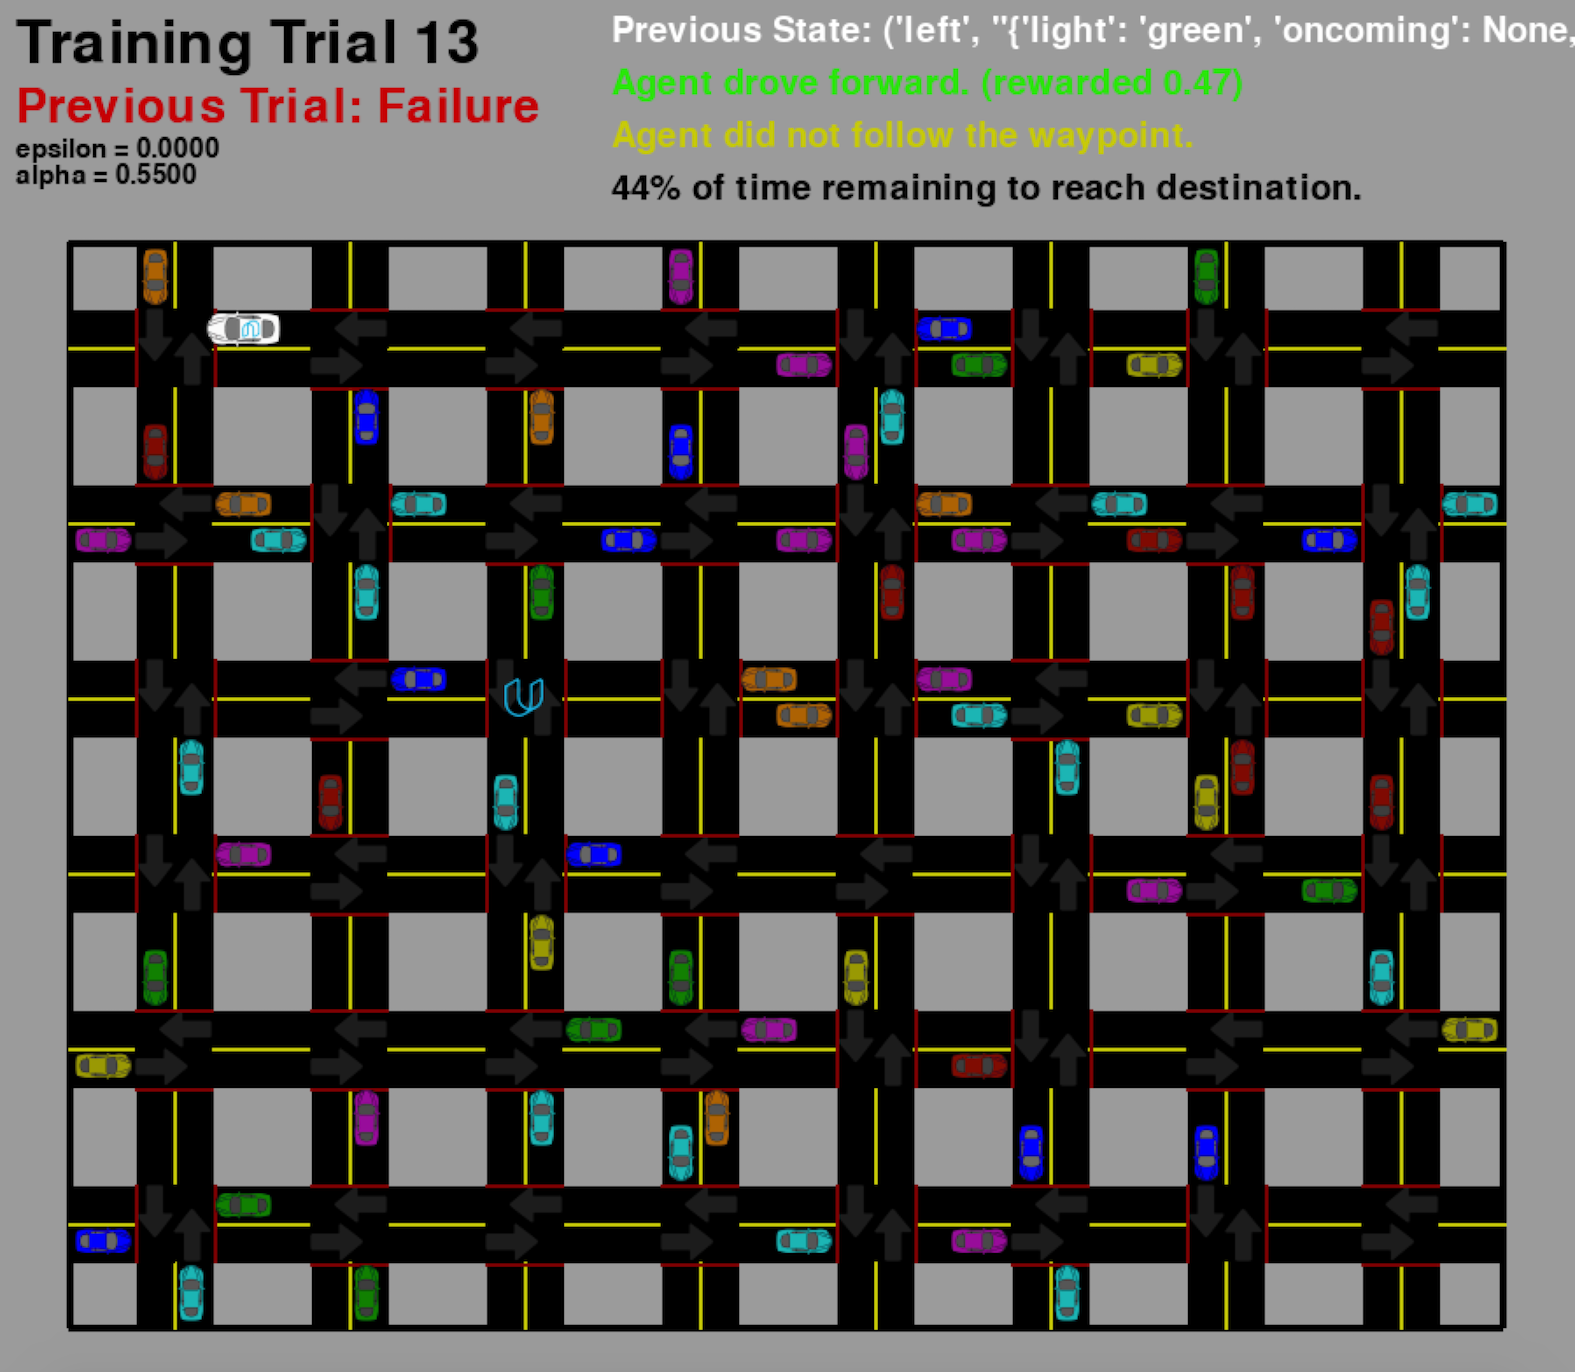 Training Trial 13
Previous Trial: Failure
epsilon = 0.0000
alpha = 0.5500
Previous State: ('left', "{'light': 'green', 'oncoming': None,
Agent drove forward. (rewarded 0.47)
Agent did not follow the waypoint.
44% of time remaining to reach destination.